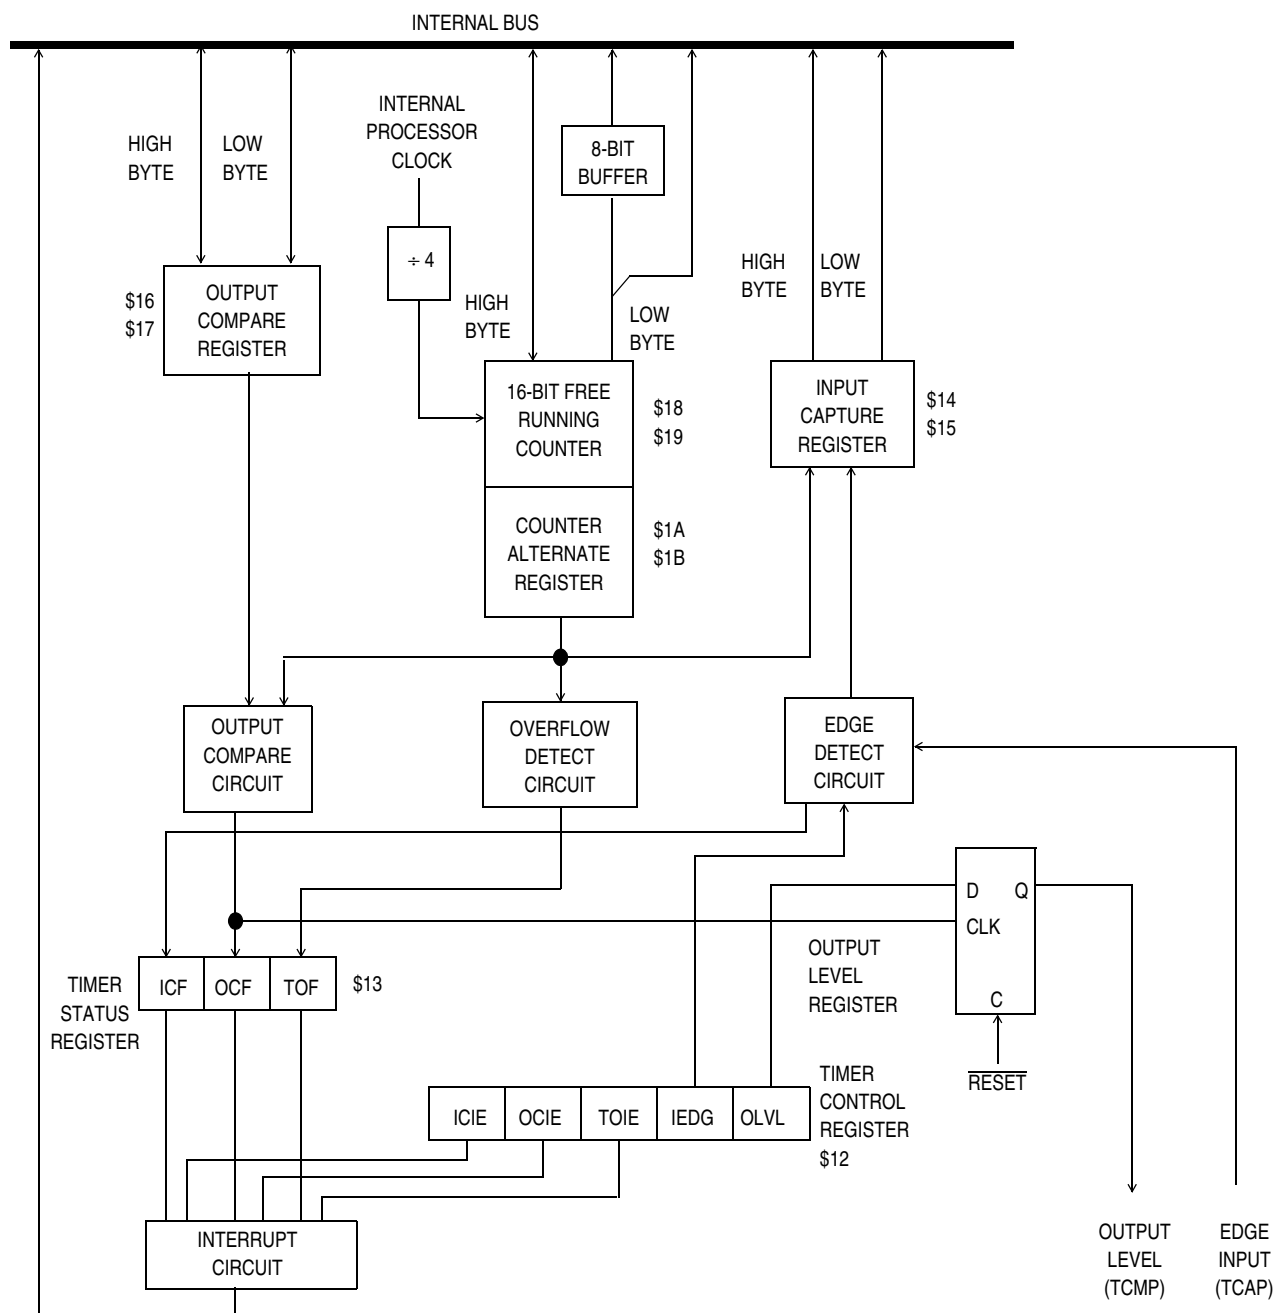 INTERNAL BUS
HIGH
BYTE
LOW
BYTE
INTERNAL
PROCESSOR
CLOCK
8-BIT
BUFFER
÷ 4
HIGH
BYTE
LOW
BYTE
HIGH
BYTE
LOW
BYTE
$16
$17
OUTPUT
COMPARE
REGISTER
16-BIT FREE
RUNNING
COUNTER
$18
$19
INPUT
CAPTURE
REGISTER
$14
$15
COUNTER
ALTERNATE
REGISTER
$1A
$1B
OUTPUT
COMPARE
CIRCUIT
OVERFLOW
DETECT
CIRCUIT
EDGE
DETECT
CIRCUIT
D Q
CLK
C
RESET
OUTPUT
LEVEL
REGISTER
TIMER
STATUS
REGISTER
ICF OCF TOF
$13
ICIE OCIE TOIE IEDG OLVL
TIMER
CONTROL
REGISTER
$12
INTERRUPT
CIRCUIT
OUTPUT
LEVEL
(TCMP)
EDGE
INPUT
(TCAP)